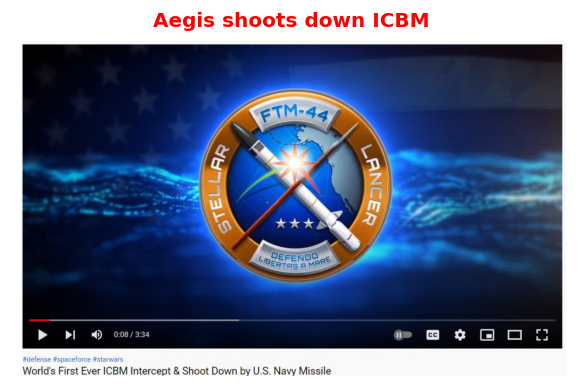 Aegis shoots down ICBM
FTM-44
STELLAR
LANCER
DEFENDO
LIBERTAS A MARE
0:08 / 3:34
CC
#defense #spaceforce #starwars
World's First Ever ICBM Intercept & Shoot Down by U.S. Navy Missile